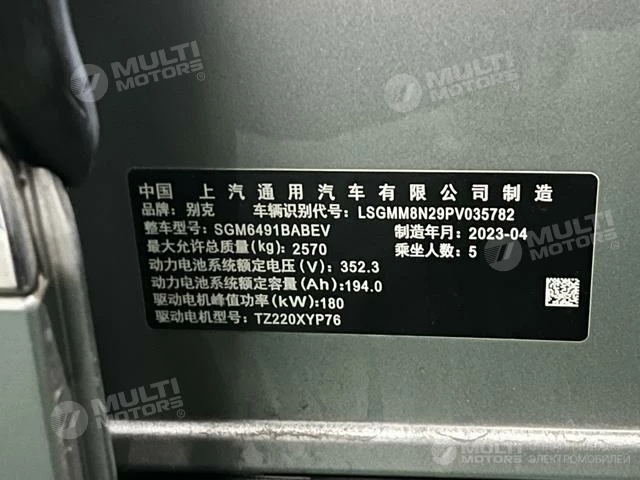 MULTI MOTORS®
MULTI MOTORS®
中国 上汽通用汽车有限公司制造
品牌: 别克 车辆识别代号: LSGMM8N29PV035782
整车型号: SGM6491BABEV 制造年月: 2023-04
最大允许总质量(kg): 2570 乘坐人数: 5
动力电池系统额定电压(V): 352.3
动力电池系统额定容量(Ah): 194.0
驱动电机峰值功率(kW): 180
驱动电机型号: TZ220XYP76
MULTI MOTORS®
MULTI MOTORS®
MULTI MOTORS
ЭЛЕКТРОМОБИЛЕЙ